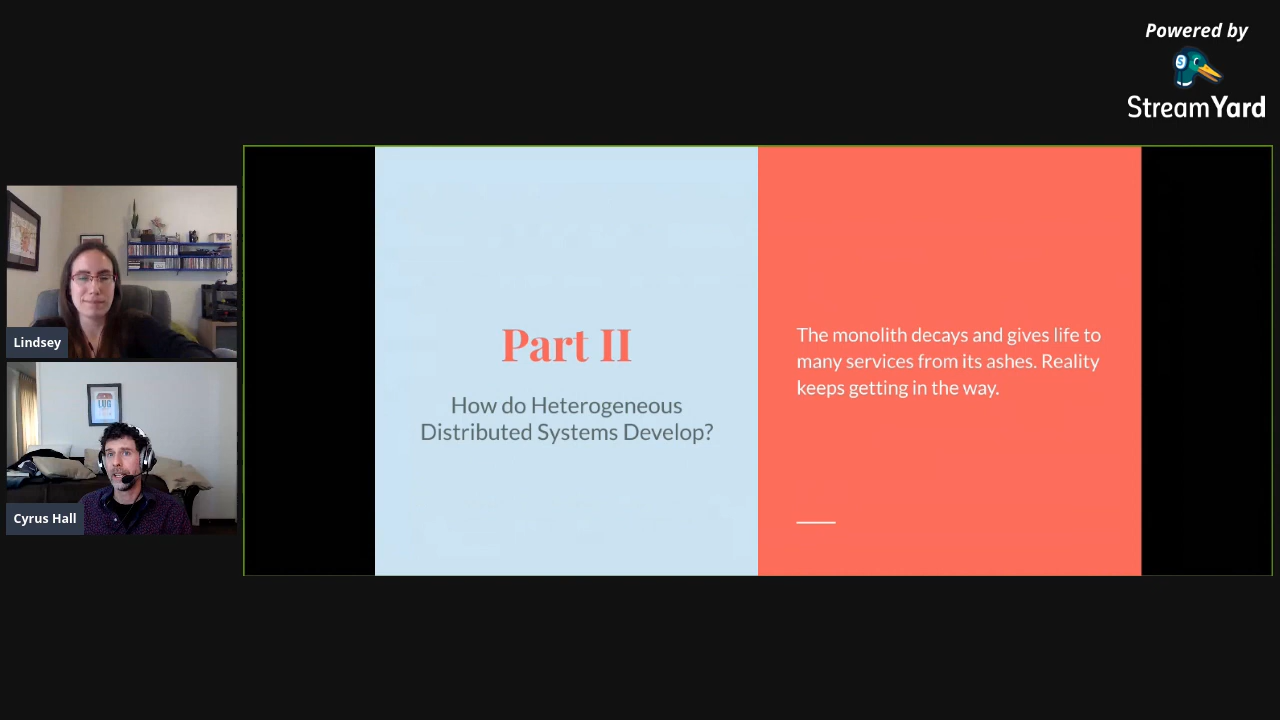 Powered by
StreamYard
Lindsey
LUG
Cyrus Hall
Part II
How do Heterogeneous
Distributed Systems Develop?
The monolith decays and gives life to
many services from its ashes. Reality
keeps getting in the way.